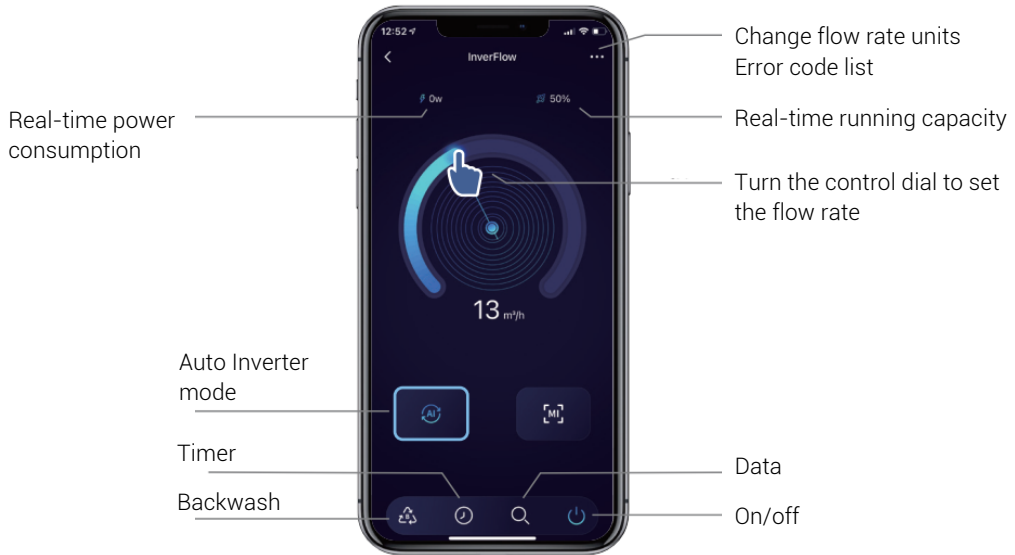 12:52
Change flow rate units
Error code list
InverFlow
0w
50%
Real-time power
consumption
Real-time running capacity
Turn the control dial to set
the flow rate
13 m³/h
Auto Inverter
mode
AI
MI
Timer
Data
Backwash
On/off